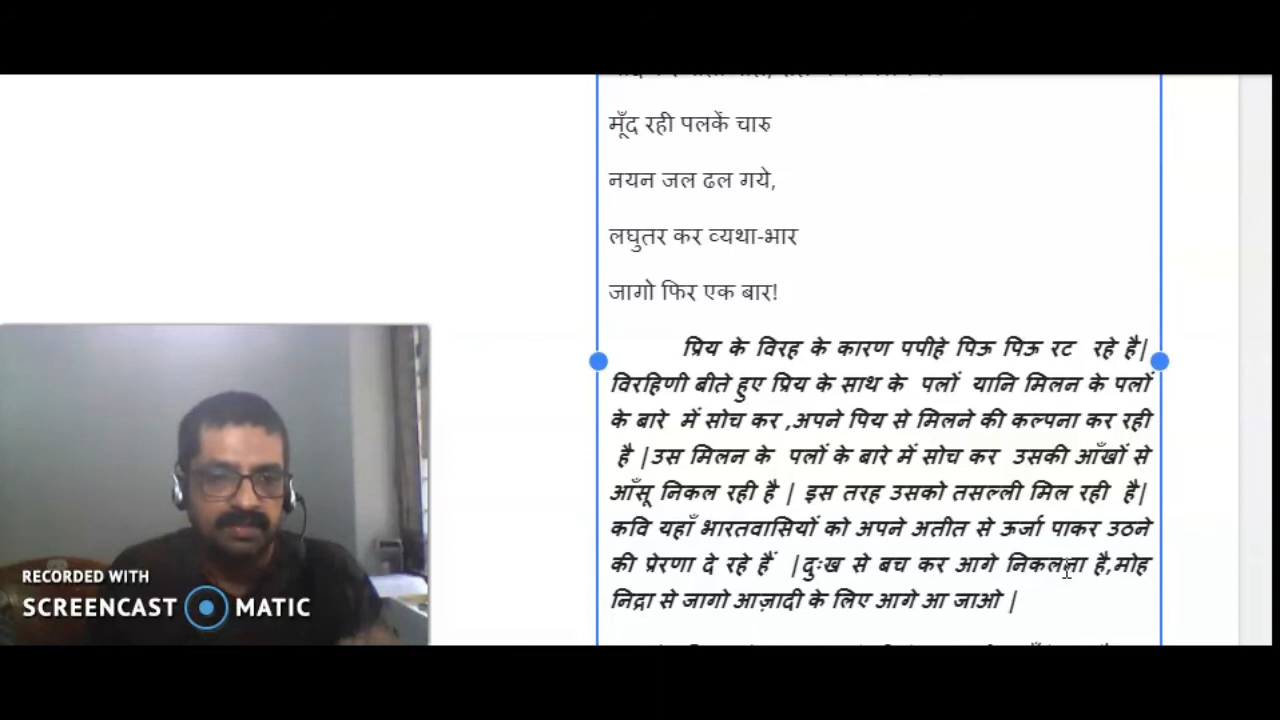 मूँद रही पलकें चारु
नयन जल ढल गये,
लघुतर कर व्यथा-भार
जागो फिर एक बार!
प्रिय के विरह के कारण पपीहे पिऊ पिऊ रट रहे है|
विरहिणी बीते हुए प्रिय के साथ के पलों यानि मिलन के पलों
के बारे में सोच कर ,अपने पिय से मिलने की कल्पना कर रही
है |उस मिलन के पलों के बारे में सोच कर उसकी आँखों से
आँसू निकल रही है | इस तरह उसको तसल्ली मिल रही है|
कवि यहाँ भारतवासियों को अपने अतीत से ऊर्जा पाकर उठने
की प्रेरणा दे रहे हैं |दुःख से बच कर आगे निकलना है,मोह
निद्रा से जागो आज़ादी के लिए आगे आ जाओ |
RECORDED WITH
SCREENCAST MATIC